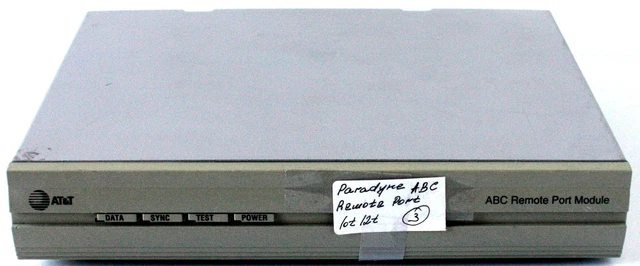 AT&T
DATA SYNC TEST POWER
Paradyne ABC
Remote Port
lot 12t 3
ABC Remote Port Module